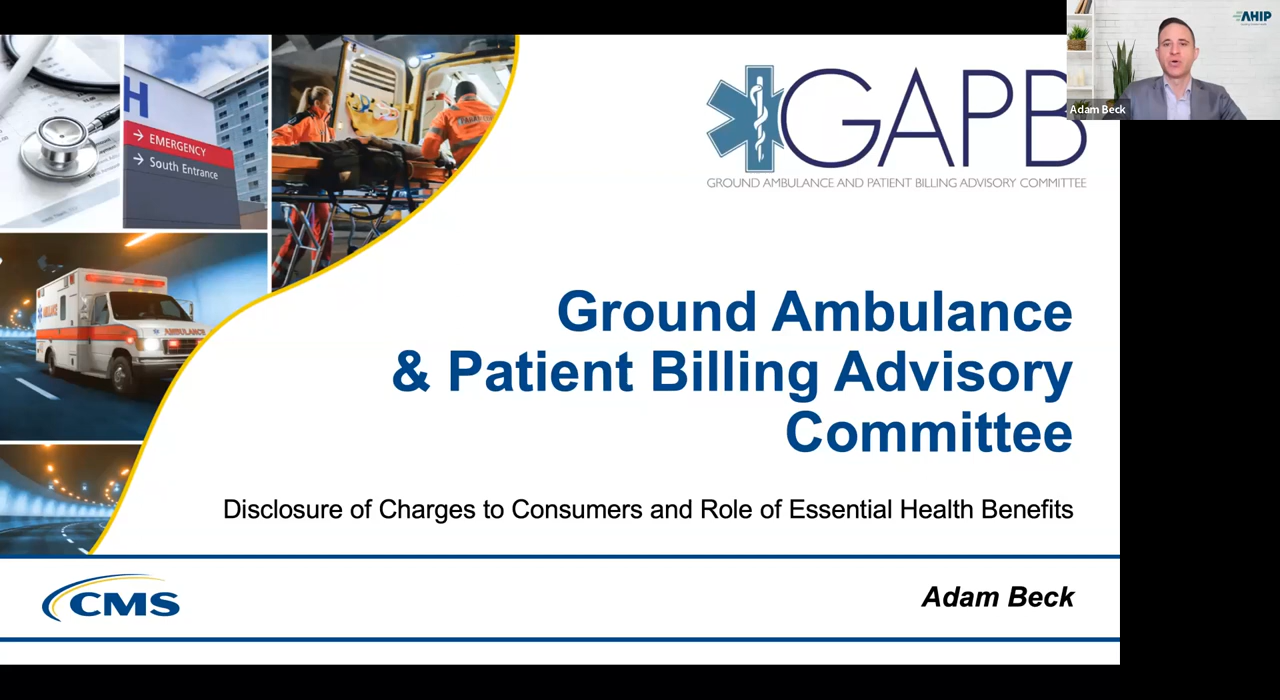 AHIP
Adam Beck
H
→ EMERGENCY
→ South Entrance
GAPB
GROUND AMBULANCE AND PATIENT BILLING ADVISORY COMMITTEE
AMBULANCE
Ground Ambulance
& Patient Billing Advisory
Committee
Disclosure of Charges to Consumers and Role of Essential Health Benefits
CMS
Adam Beck